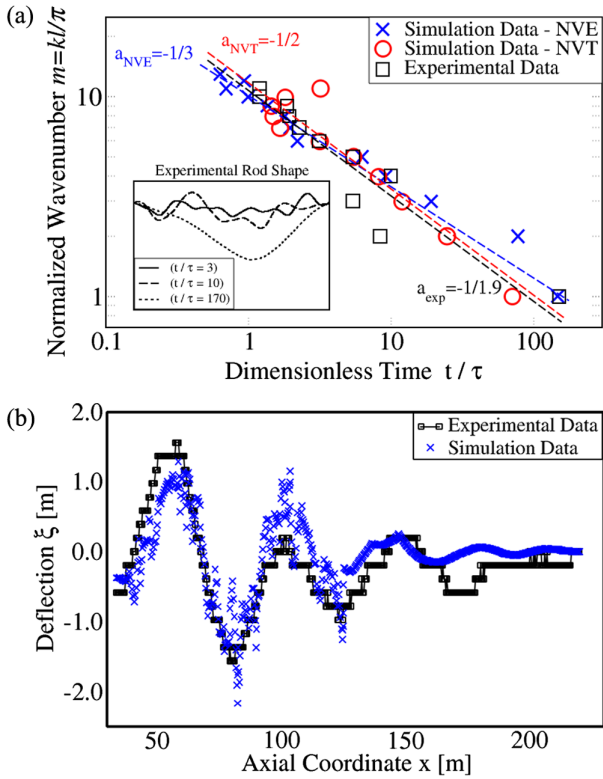 (a)
Normalized Wavenumber m=kl/π
a_NVE=-1/3
a_NVT=-1/2
Simulation Data - NVE
Simulation Data - NVT
Experimental Data
10
1
Experimental Rod Shape
(t / τ = 3)
(t / τ = 10)
(t / τ = 170)
a_exp=-1/1.9
0.1 1 10 100
Dimensionless Time t / τ
(b)
Deflection ξ [m]
2.0
1.0
0.0
-1.0
-2.0
Experimental Data
Simulation Data
50 100 150 200
Axial Coordinate x [m]